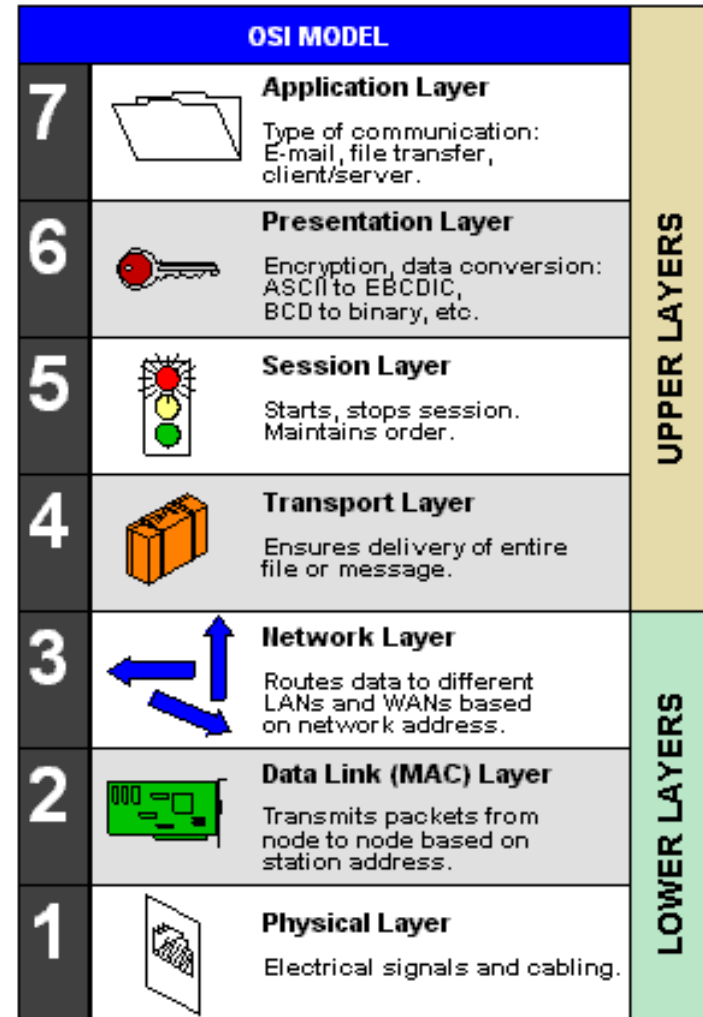 OSI MODEL
7
Application Layer
Type of communication:
E-mail, file transfer,
client/server.
6
Presentation Layer
Encryption, data conversion:
ASCII to EBCDIC,
BCD to binary, etc.
5
Session Layer
Starts, stops session.
Maintains order.
4
Transport Layer
Ensures delivery of entire
file or message.
UPPER LAYERS
3
Network Layer
Routes data to different
LANs and WANs based
on network address.
2
Data Link (MAC) Layer
Transmits packets from
node to node based on
station address.
1
Physical Layer
Electrical signals and cabling.
LOWER LAYERS